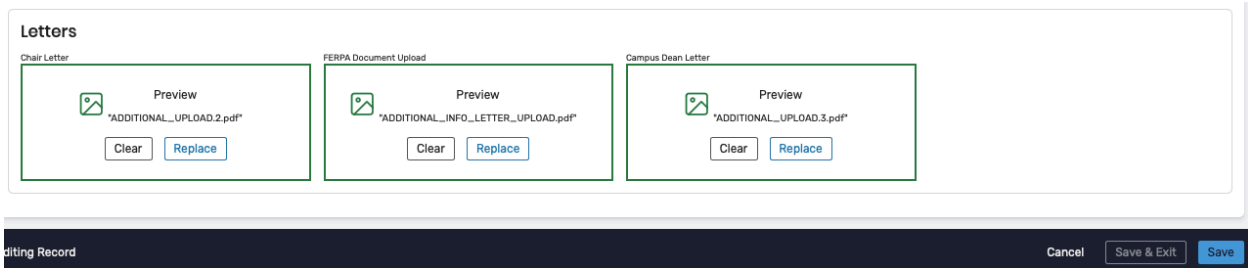 Letters
Chair Letter
FERPA Document Upload
Campus Dean Letter
Preview
"ADDITIONAL_UPLOAD.2.pdf"
Clear
Replace
Preview
"ADDITIONAL_INFO_LETTER_UPLOAD.pdf"
Clear
Replace
Preview
"ADDITIONAL_UPLOAD.3.pdf"
Clear
Replace
diting Record
Cancel
Save & Exit
Save